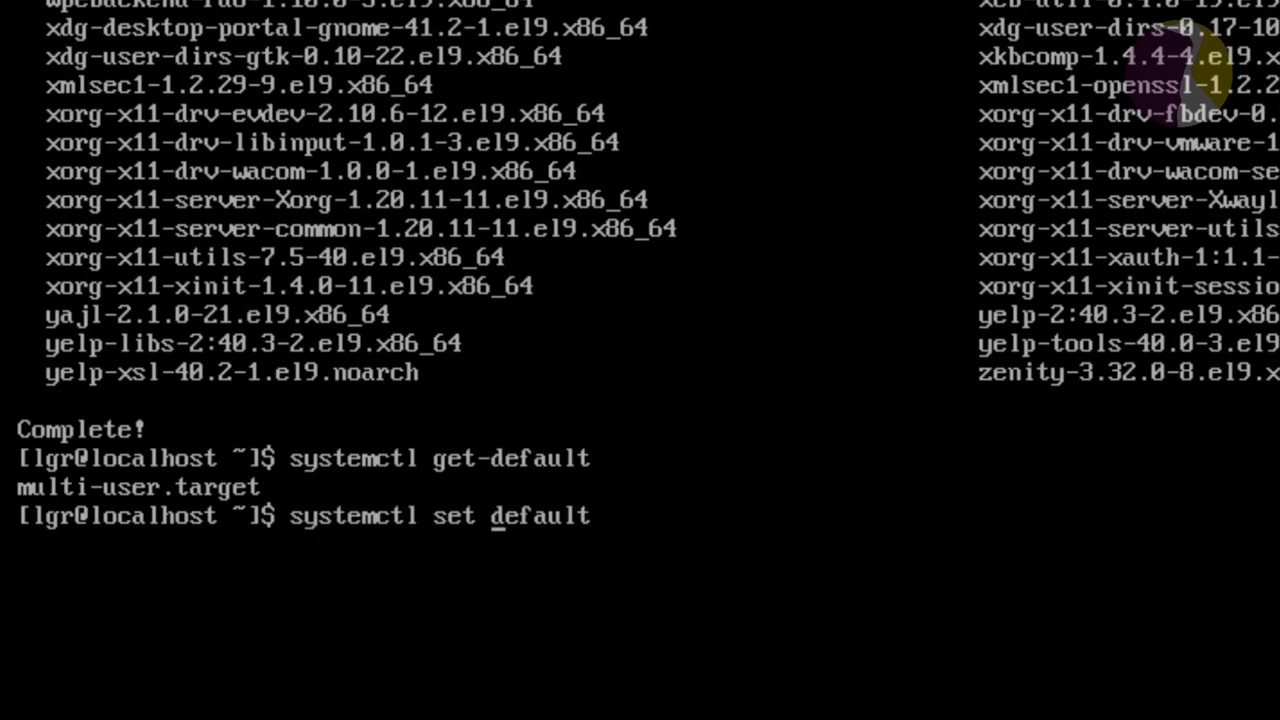 xdg-desktop-portal-gnome-41.2-1.el9.x86_64 xdg-user-dirs-0.17-10
xdg-user-dirs-gtk-0.10-22.el9.x86_64 xkbcomp-1.4.4-4.el9.x
xmlsec1-1.2.29-9.el9.x86_64 xmlsec1-openssl-1.2.2
xorg-x11-drv-evdev-2.10.6-12.el9.x86_64 xorg-x11-drv-fbdev-0.
xorg-x11-drv-libinput-1.0.1-3.el9.x86_64 xorg-x11-drv-vmware-1
xorg-x11-drv-wacom-1.0.0-1.el9.x86_64 xorg-x11-drv-wacom-se
xorg-x11-server-Xorg-1.20.11-11.el9.x86_64 xorg-x11-server-Xwayl
xorg-x11-server-common-1.20.11-11.el9.x86_64 xorg-x11-server-utils
xorg-x11-utils-7.5-40.el9.x86_64 xorg-x11-xauth-1:1.1-
xorg-x11-xinit-1.4.0-11.el9.x86_64 xorg-x11-xinit-sessio
yajl-2.1.0-21.el9.x86_64 yelp-2:40.3-2.el9.x86
yelp-libs-2:40.3-2.el9.x86_64 yelp-tools-40.0-3.el9
yelp-xsl-40.2-1.el9.noarch zenity-3.32.0-8.el9.x
Complete!
[lgr@localhost ~]$ systemctl get-default
multi-user.target
[lgr@localhost ~]$ systemctl set default